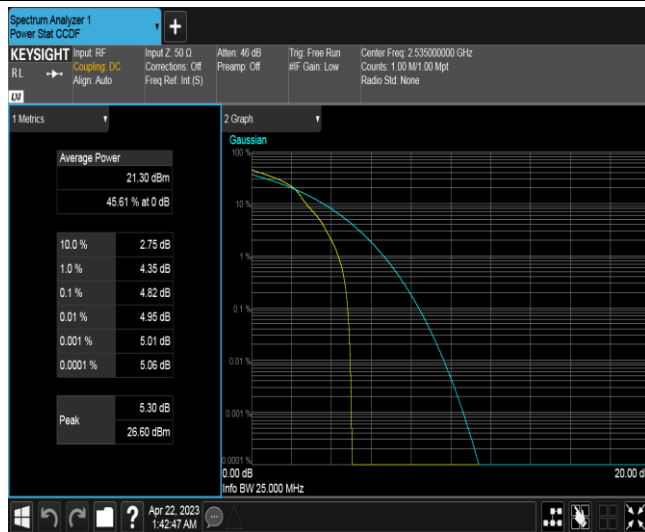 Spectrum Analyzer 1
Power Stat CCDF
+
KEYSIGHT
RL
Input: RF
Coupling: DC
Align: Auto
Input Z: 50 Ω
Corrections: Off
Freq Ref: Int (S)
Atten: 46 dB
Preamp: Off
Trig: Free Run
#IF Gain: Low
Center Freq: 2.535000000 GHz
Counts: 1.00 M/1.00 Mpt
Radio Std: None
LXI
1 Metrics
Average Power
21.30 dBm
45.61 % at 0 dB
10.0 % 2.75 dB
1.0 % 4.35 dB
0.1 % 4.82 dB
0.01 % 4.95 dB
0.001 % 5.01 dB
0.0001 % 5.06 dB
Peak
5.30 dB
26.60 dBm
2 Graph
Gaussian
100 %
10 %
1 %
0.1 %
0.01 %
0.001 %
0.0001 %
0.00 dB
20.00 d
Info BW 25.000 MHz
?
Apr 22, 2023
1:42:47 AM